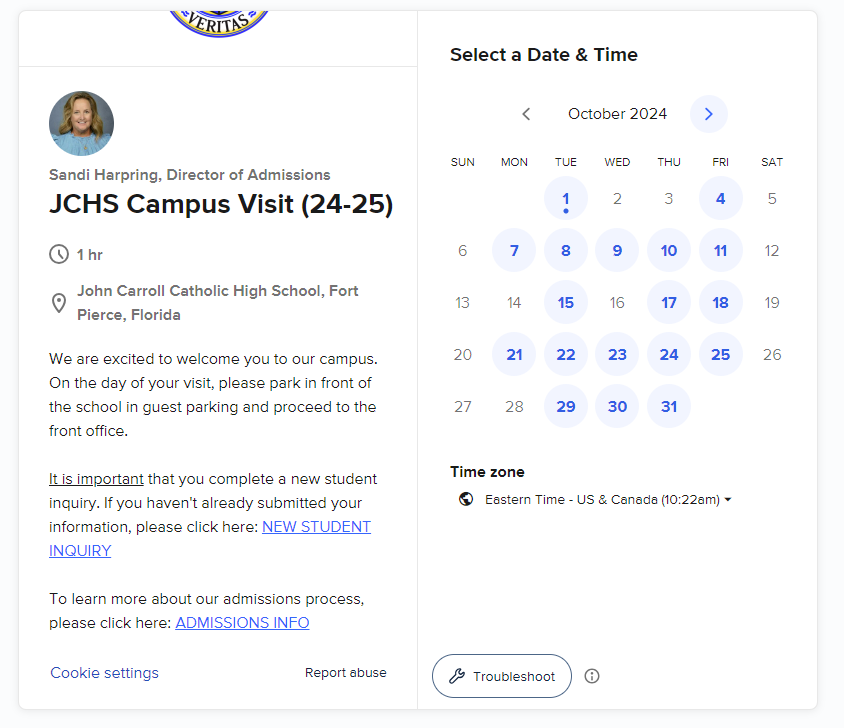 VERITAS
Sandi Harpring, Director of Admissions
JCHS Campus Visit (24-25)
1 hr
John Carroll Catholic High School, Fort
Pierce, Florida
We are excited to welcome you to our campus.
On the day of your visit, please park in front of
the school in guest parking and proceed to the
front office.
It is important that you complete a new student
inquiry. If you haven't already submitted your
information, please click here: NEW STUDENT
INQUIRY
To learn more about our admissions process,
please click here: ADMISSIONS INFO
Cookie settings
Report abuse
Select a Date & Time
October 2024
SUN MON TUE WED THU FRI SAT
1 2 3 4 5
6 7 8 9 10 11 12
13 14 15 16 17 18 19
20 21 22 23 24 25 26
27 28 29 30 31
Time zone
Eastern Time - US & Canada (10:22am)
Troubleshoot